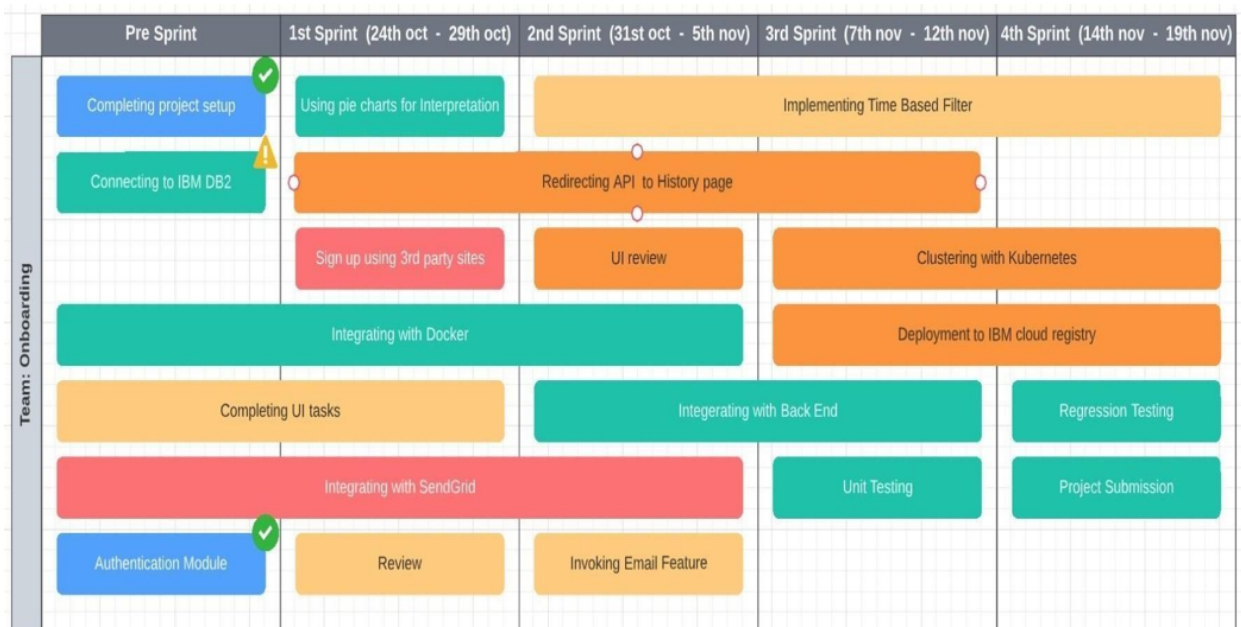 Pre Sprint
1st Sprint (24th oct - 29th oct)
2nd Sprint (31st oct - 5th nov)
3rd Sprint (7th nov - 12th nov)
4th Sprint (14th nov - 19th nov)
Team: Onboarding
Completing project setup
Using pie charts for Interpretation
Implementing Time Based Filter
Connecting to IBM DB2
Redirecting API to History page
Sign up using 3rd party sites
UI review
Clustering with Kubernetes
Integrating with Docker
Deployment to IBM cloud registry
Completing UI tasks
Integerating with Back End
Regression Testing
Integrating with SendGrid
Unit Testing
Project Submission
Authentication Module
Review
Invoking Email Feature